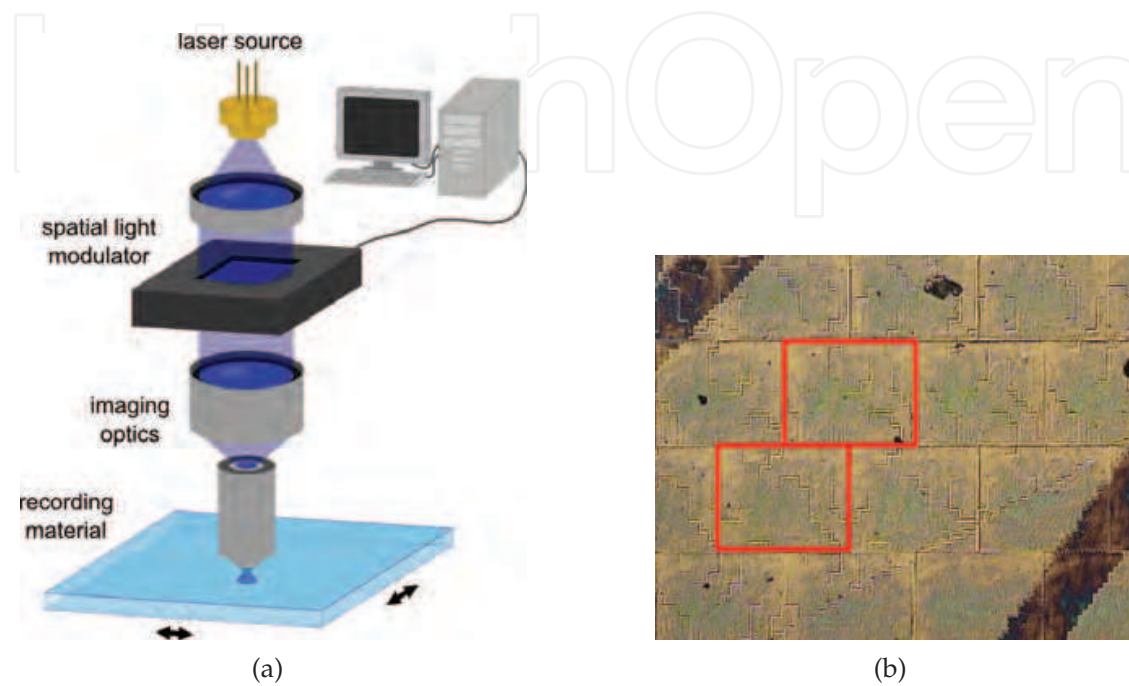 laser source
spatial light
modulator
imaging
optics
recording
material
(a)
(b)